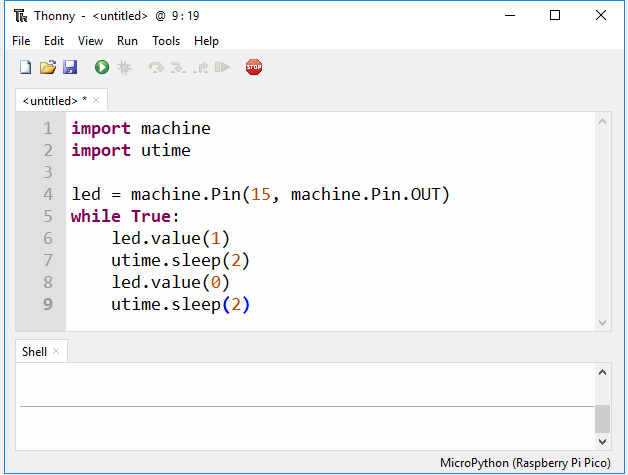 Thonny - <untitled> @ 9 : 19
File Edit View Run Tools Help
STOP
<untitled> * ×
1 import machine
2 import utime
3
4 led = machine.Pin(15, machine.Pin.OUT)
5 while True:
6     led.value(1)
7     utime.sleep(2)
8     led.value(0)
9     utime.sleep(2)
Shell ×
MicroPython (Raspberry Pi Pico)